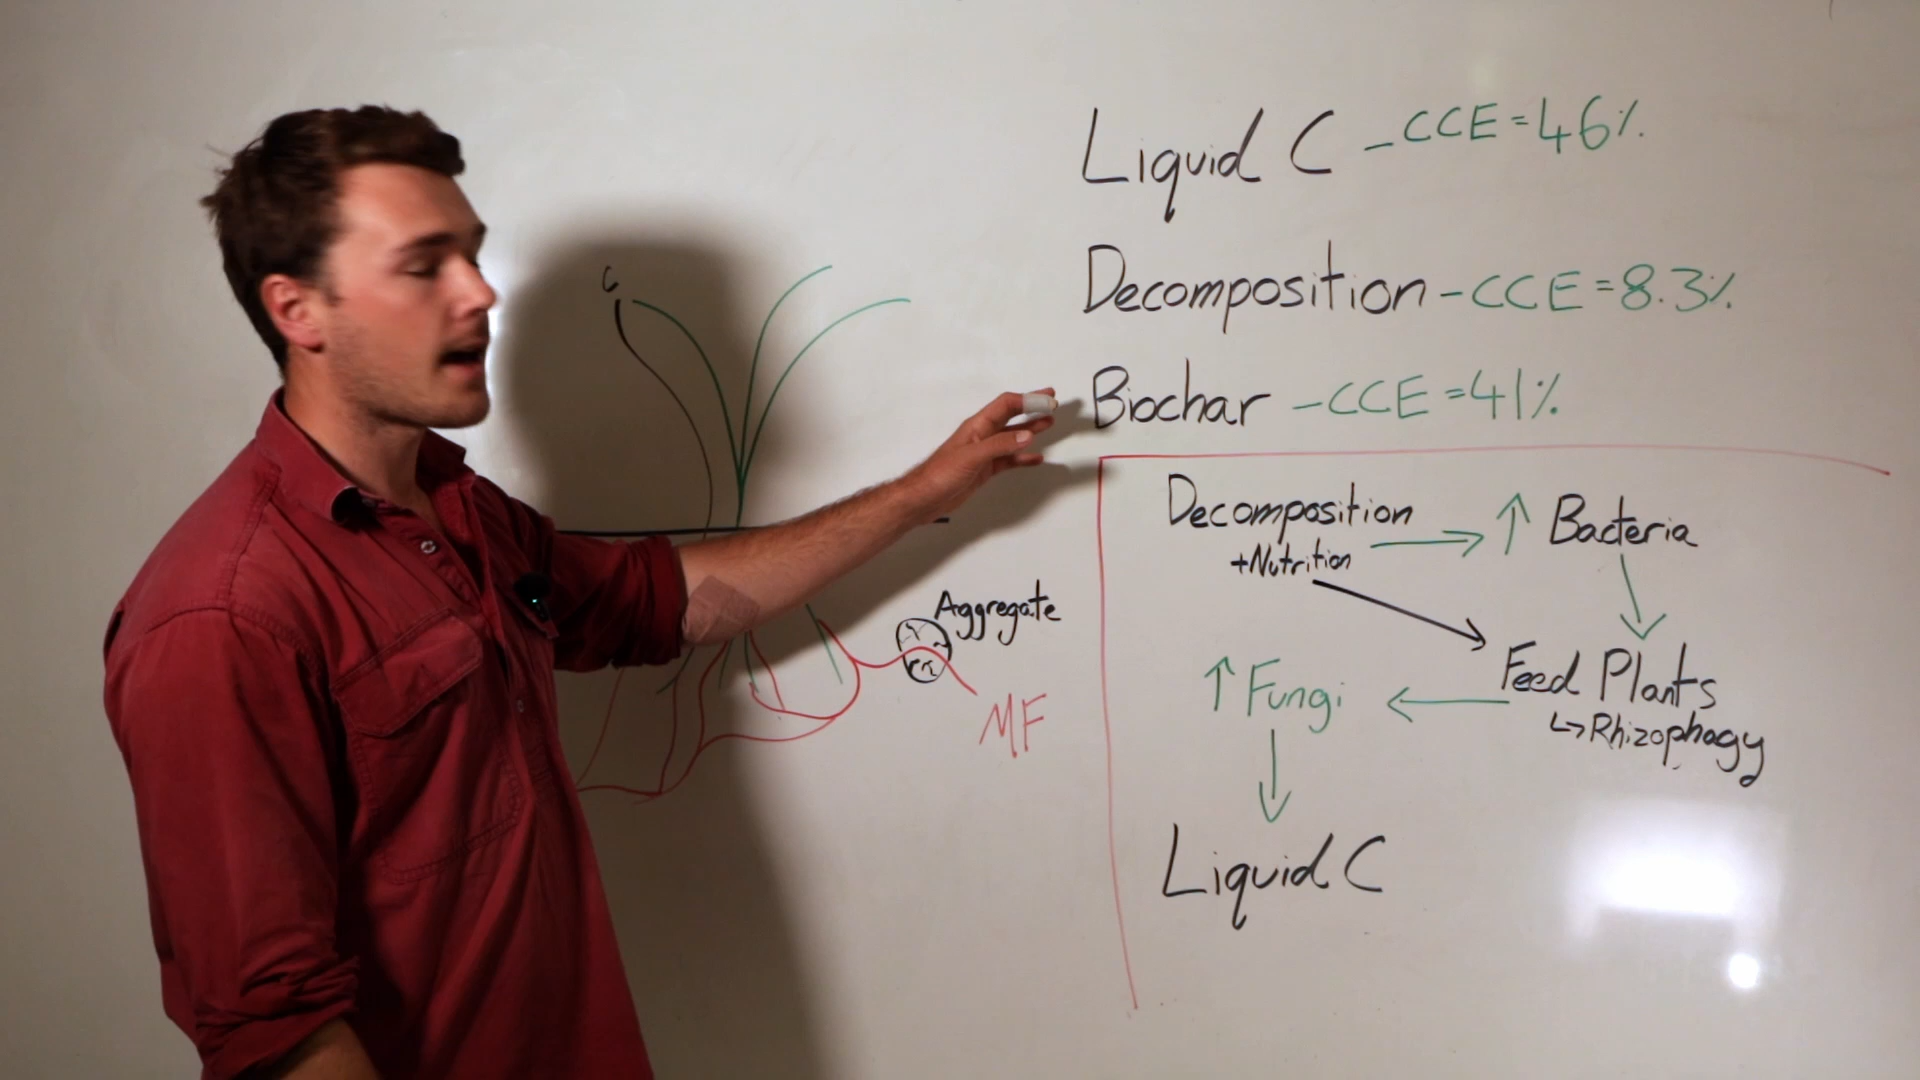 Liquid C - CCE = 46%
Decomposition - CCE = 8.3%
Biochar - CCE = 41%
C
Aggregate
MF
Decomposition → ↑ Bacteria
+Nutrition
Feed Plants
↳ Rhizophagy
↑ Fungi ←
Liquid C